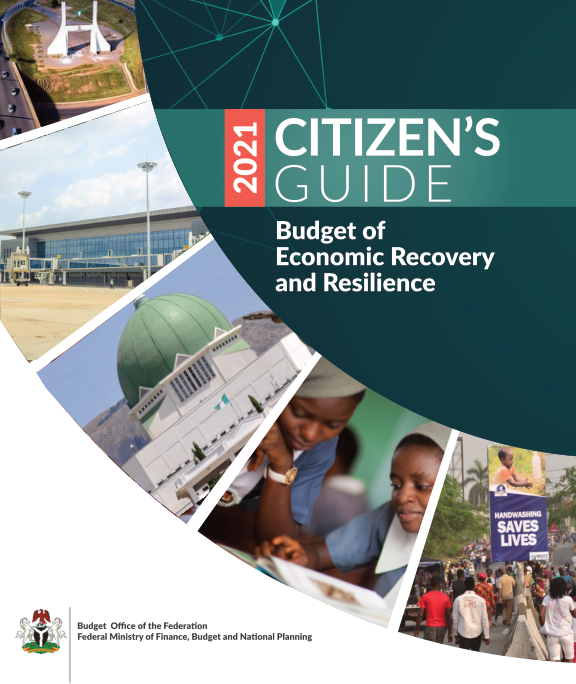 2021
CITIZEN'S
GUIDE
Budget of
Economic Recovery
and Resilience
HANDWASHING
SAVES
LIVES
Budget Office of the Federation
Federal Ministry of Finance, Budget and National Planning